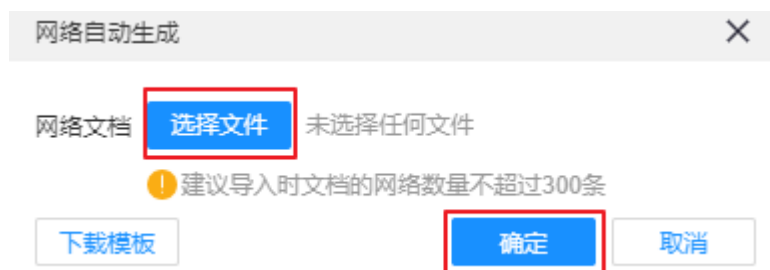 网络自动生成
网络文档 选择文件 未选择任何文件
建议导入时文档的网络数量不超过300条
下载模板 确定 取消